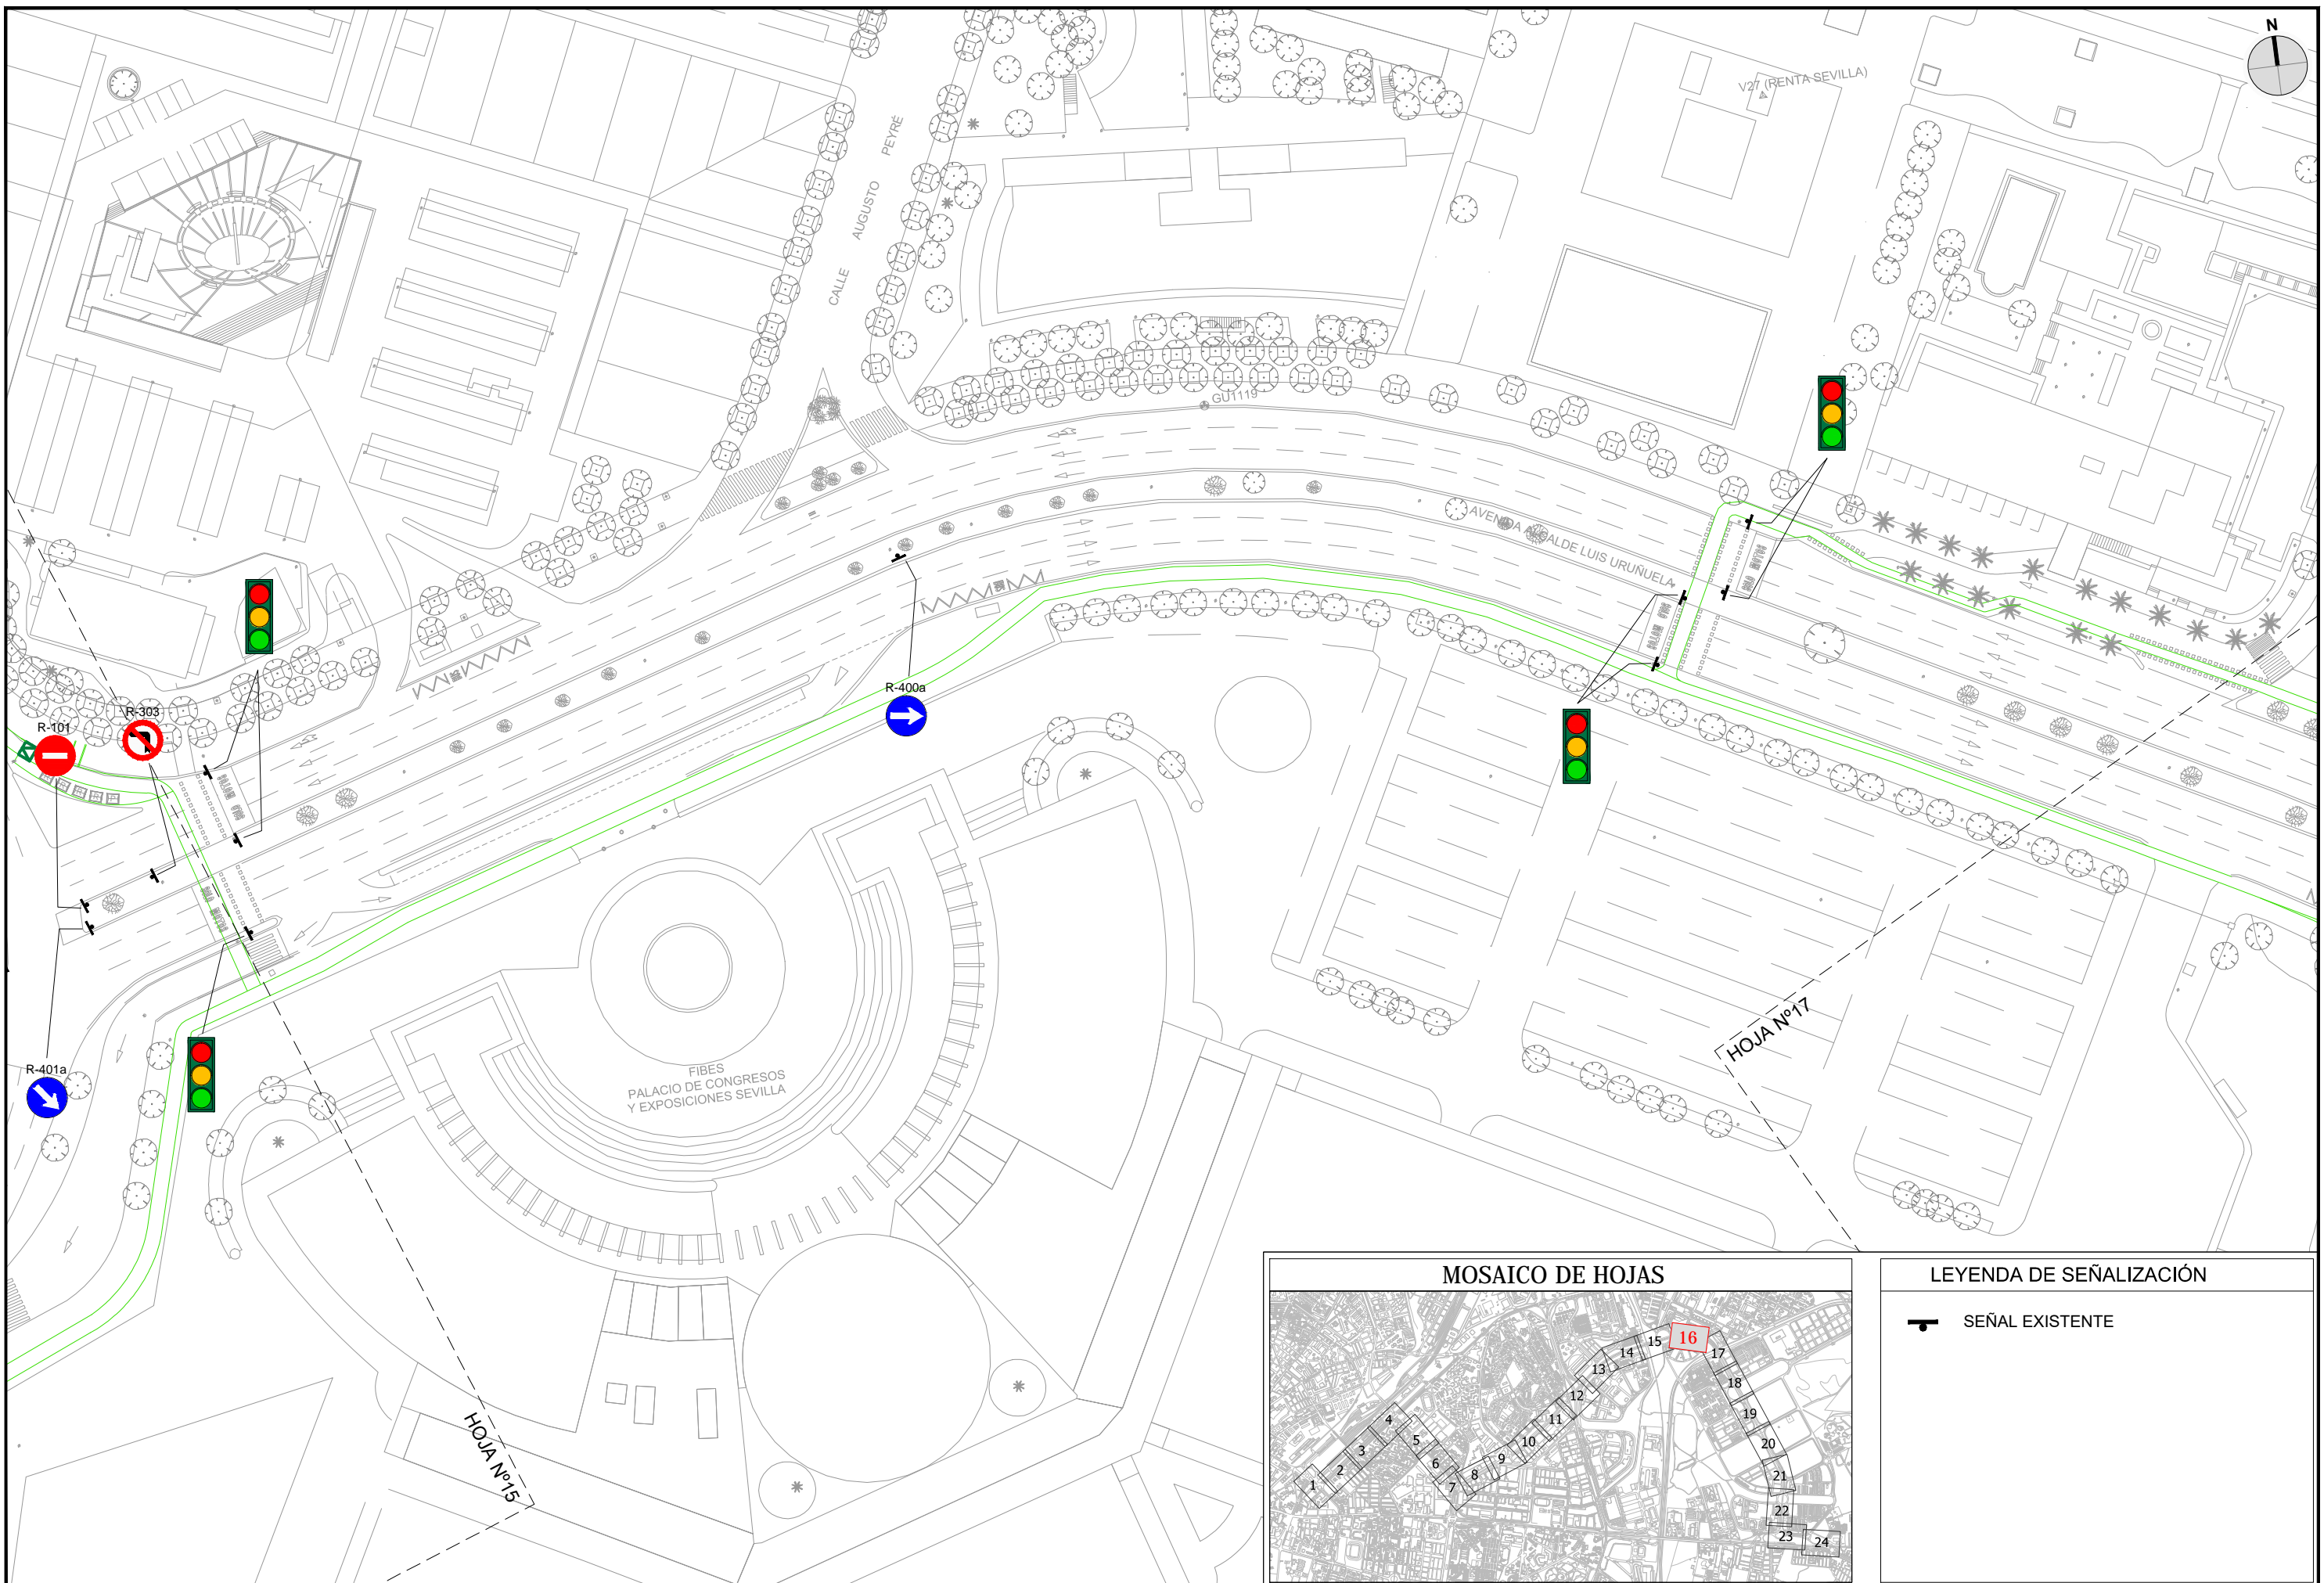 N
V27 (RENTA SEVILLA)
CALLE AUGUSTO PEYRÉ
GU1119
AVENIDA ALCALDE LUIS URUÑUELA
R-303
R-101
R-400a
R-401a
FIBES
PALACIO DE CONGRESOS
Y EXPOSICIONES SEVILLA
HOJA Nº17
HOJA Nº15
MOSAICO DE HOJAS
1
2
3
4
5
6
7
8
9
10
11
12
13
14
15
16
17
18
19
20
21
22
23
24
LEYENDA DE SEÑALIZACIÓN
SEÑAL EXISTENTE